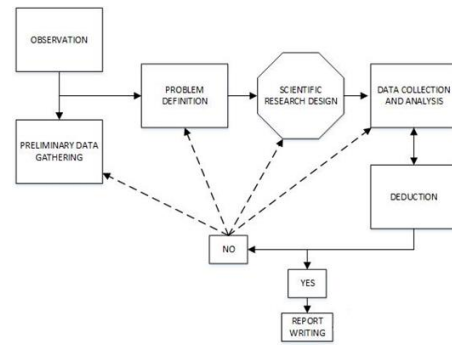 OBSERVATION
PROBLEM
DEFINITION
SCIENTIFIC
RESEARCH DESIGN
DATA COLLECTION
AND ANALYSIS
PRELIMINARY DATA
GATHERING
DEDUCTION
NO
YES
REPORT
WRITING